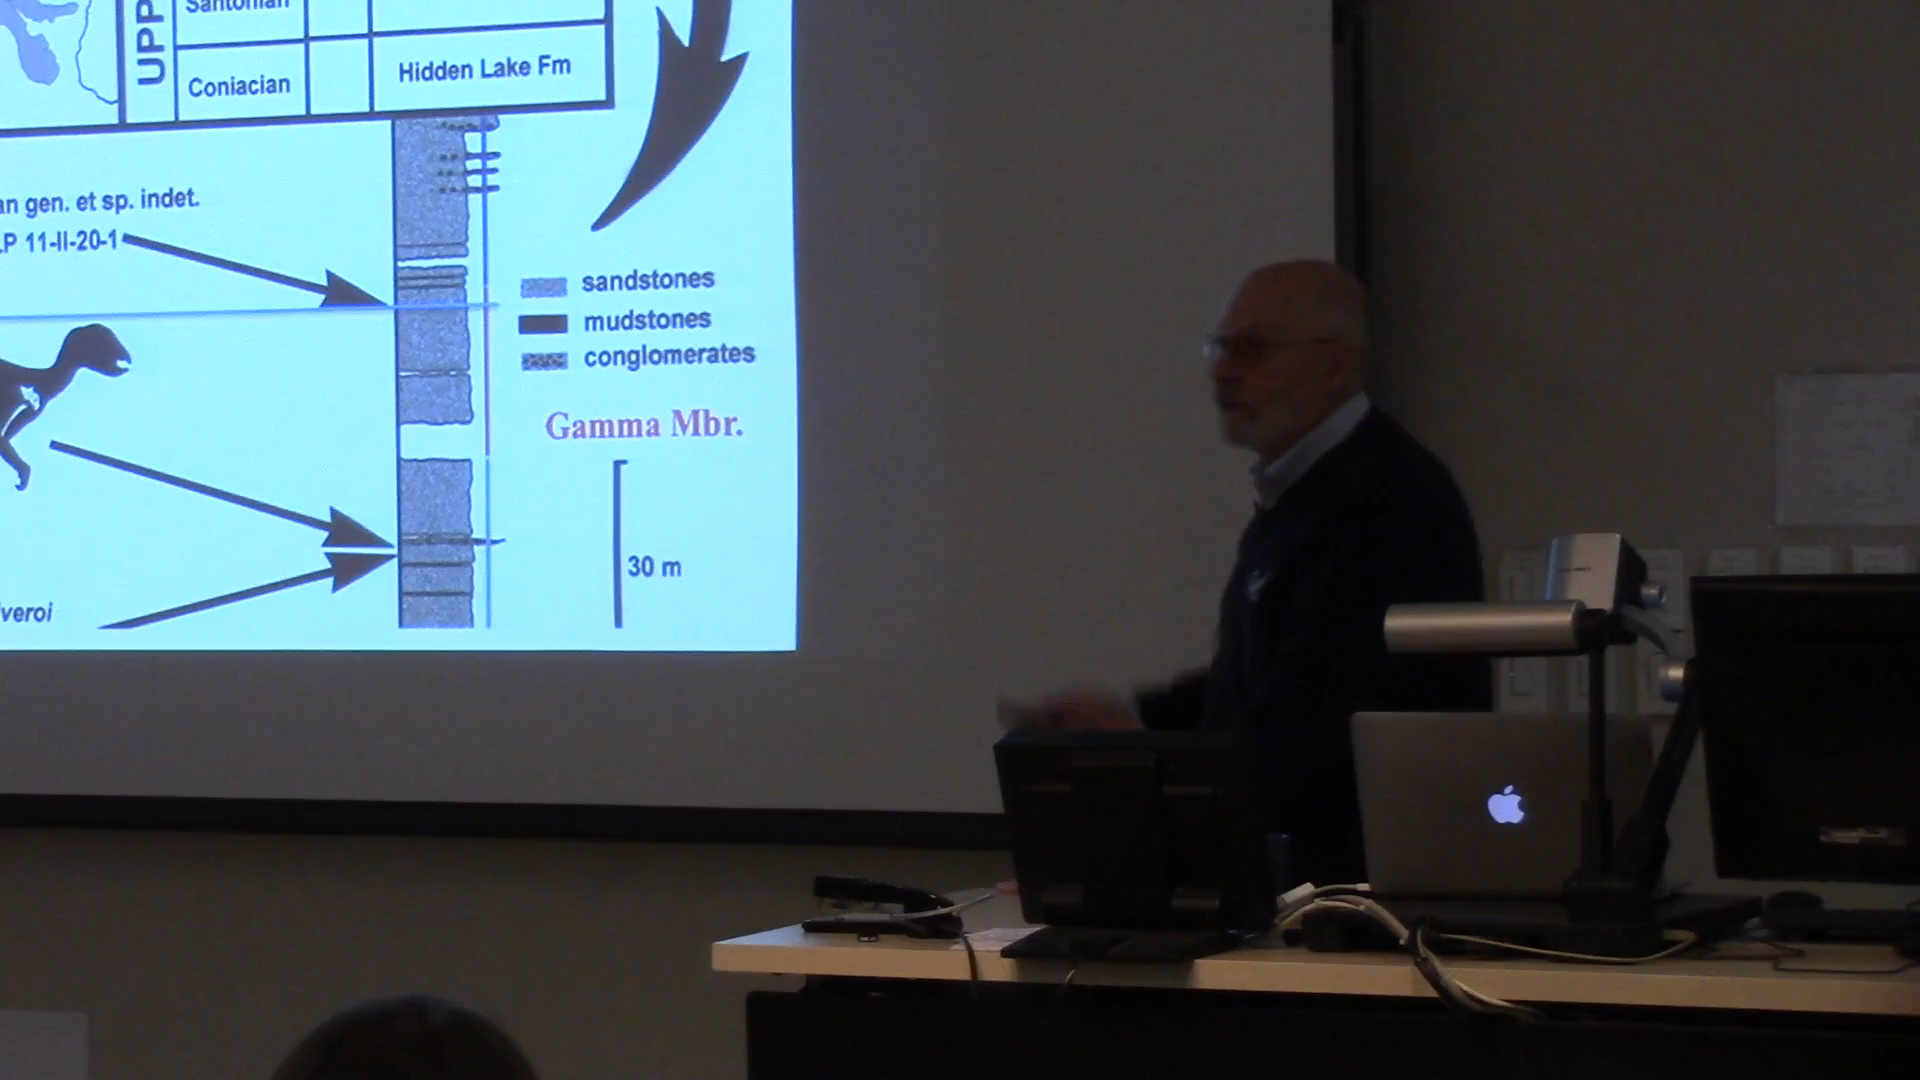 Santonian
UPP
Coniacian
Hidden Lake Fm
an gen. et sp. indet.
LP 11-II-20-1
sandstones
mudstones
conglomerates
Gamma Mbr.
30 m
veroi